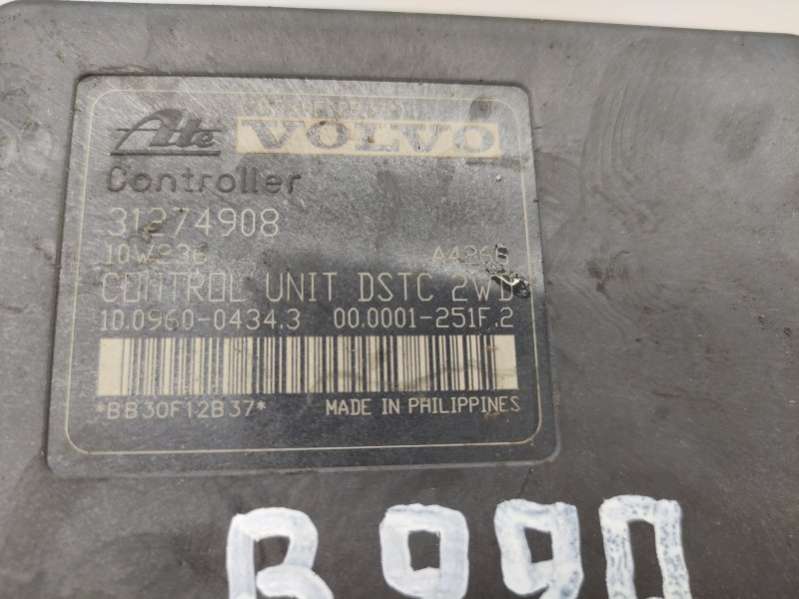 Ate VOLVO
Controller
31274908
10W236 A426G
CONTROL UNIT DSTC 2WD
10.0960-0434.3 00.0001-251F.2
*BB30F12B37* MADE IN PHILIPPINES